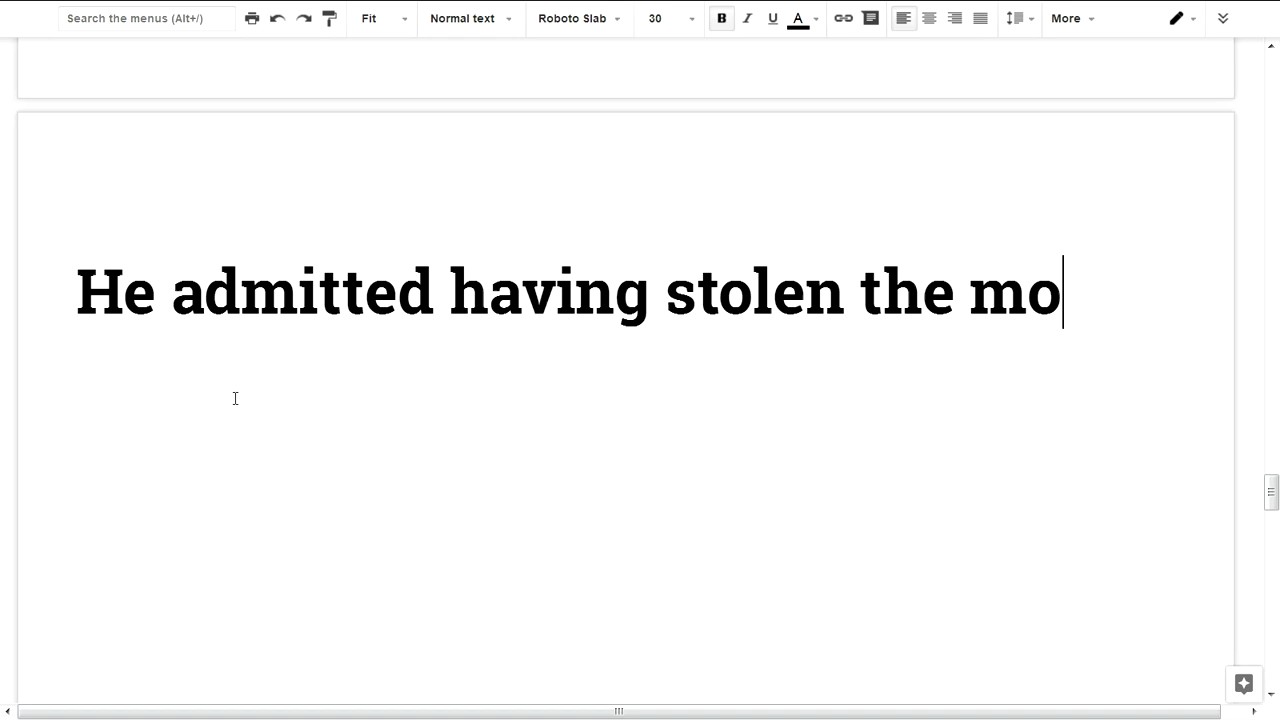 Search the menus (Alt+/) Fit Normal text Roboto Slab 30 B I U A More
He admitted having stolen the mo